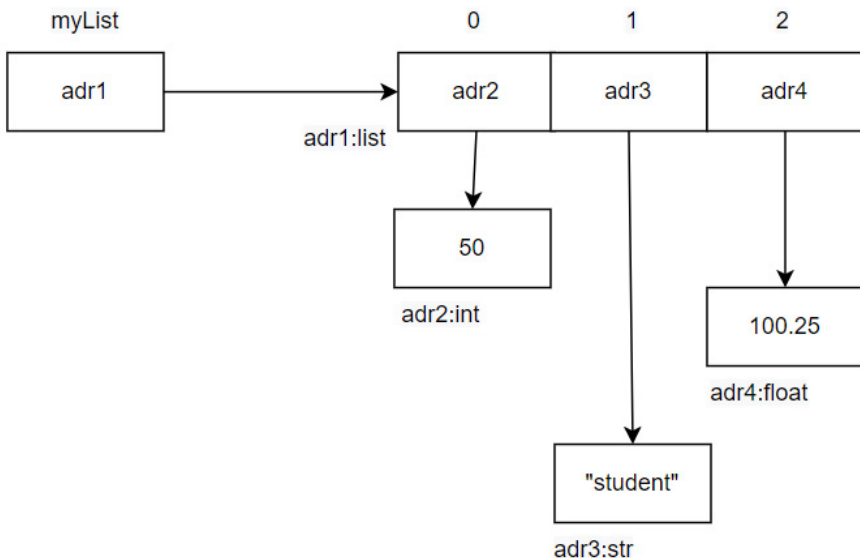 myList 0 1 2
adr1 adr2 adr3 adr4
adr1:list
50
adr2:int
100.25
adr4:float
"student"
adr3:str